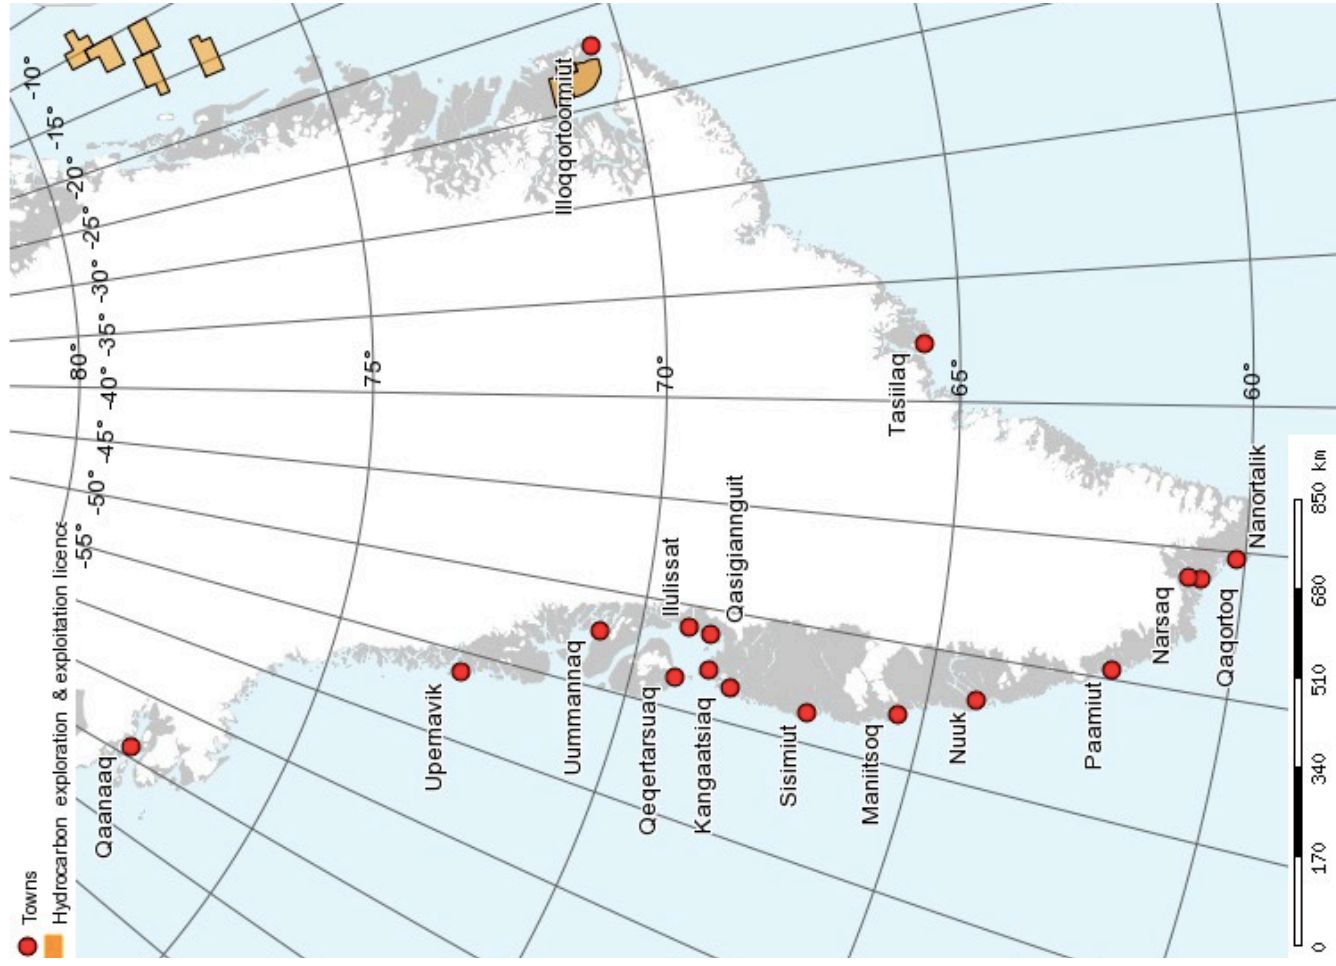 Towns
Hydrocarbon exploration & exploitation licence
-10°
-15°
-20°
-25°
-30°
-35°
-40°
-45°
-50°
-55°
80°
75°
70°
65°
60°
Illoqqortoormiut
Tasiilaq
Qaanaaq
Upernavik
Uummannaq
Ilulissat
Qasigiannguit
Qeqertarsuaq
Kangaatsiaq
Sisimiut
Maniitsoq
Nuuk
Paamiut
Narsaq
Qaqortoq
Nanortalik
0 170 340 510 680 850 km